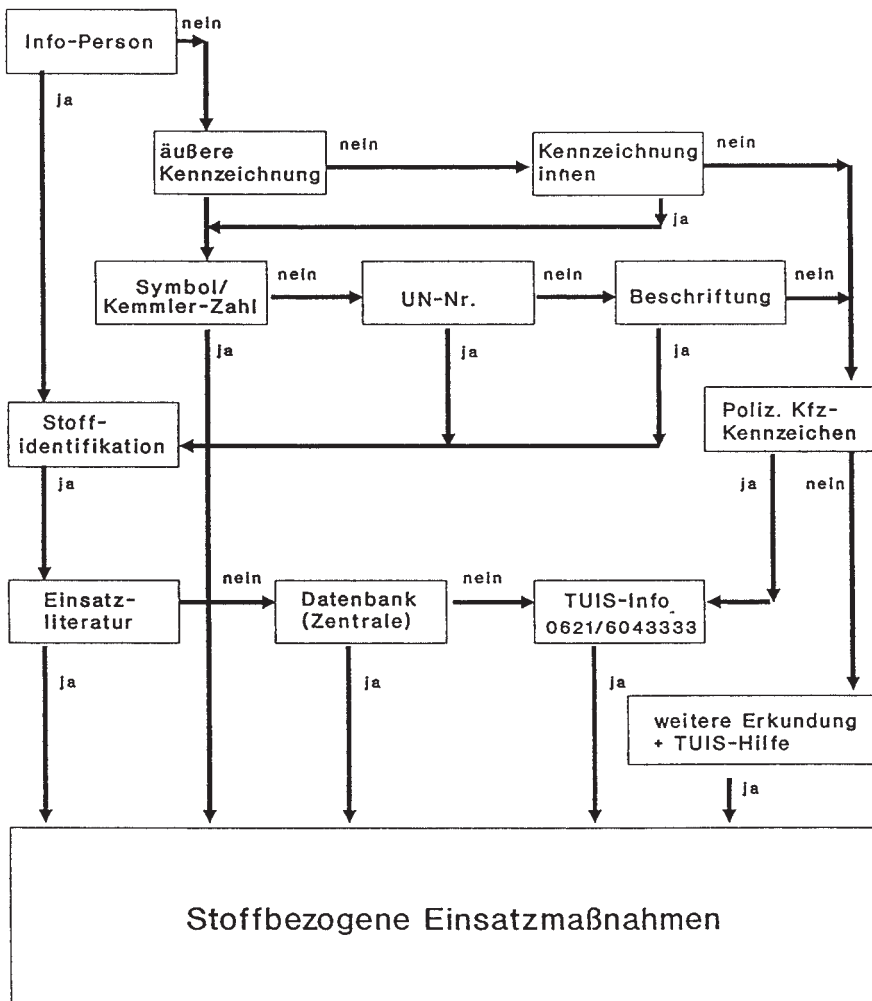 nein
Info-Person
ja
äußere
Kennzeichnung
nein
Kennzeichnung
innen
nein
ja
Symbol/
Kemmler-Zahl
nein
UN-Nr.
nein
Beschriftung
nein
ja
ja
ja
Stoff-
identifikation
Poliz. Kfz-
Kennzeichen
ja
ja
nein
Einsatz-
literatur
nein
Datenbank
(Zentrale)
nein
TUIS-Info
0621/6043333
ja
ja
ja
weitere Erkundung
+ TUIS-Hilfe
ja
Stoffbezogene Einsatzmaßnahmen